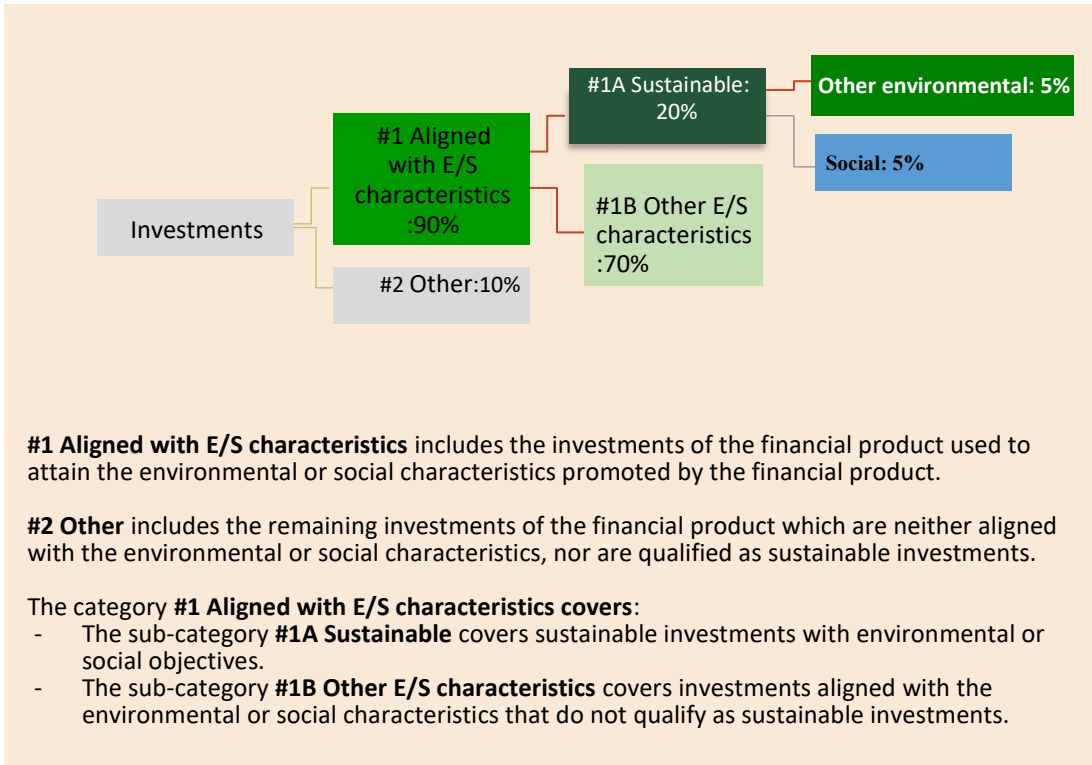 Investments
#1 Aligned
with E/S
characteristics
:90%
#2 Other:10%
#1A Sustainable:
20%
#1B Other E/S
characteristics
:70%
Other environmental: 5%
Social: 5%
#1 Aligned with E/S characteristics includes the investments of the financial product used to
attain the environmental or social characteristics promoted by the financial product.
#2 Other includes the remaining investments of the financial product which are neither aligned
with the environmental or social characteristics, nor are qualified as sustainable investments.
The category #1 Aligned with E/S characteristics covers:
- The sub-category #1A Sustainable covers sustainable investments with environmental or
social objectives.
- The sub-category #1B Other E/S characteristics covers investments aligned with the
environmental or social characteristics that do not qualify as sustainable investments.